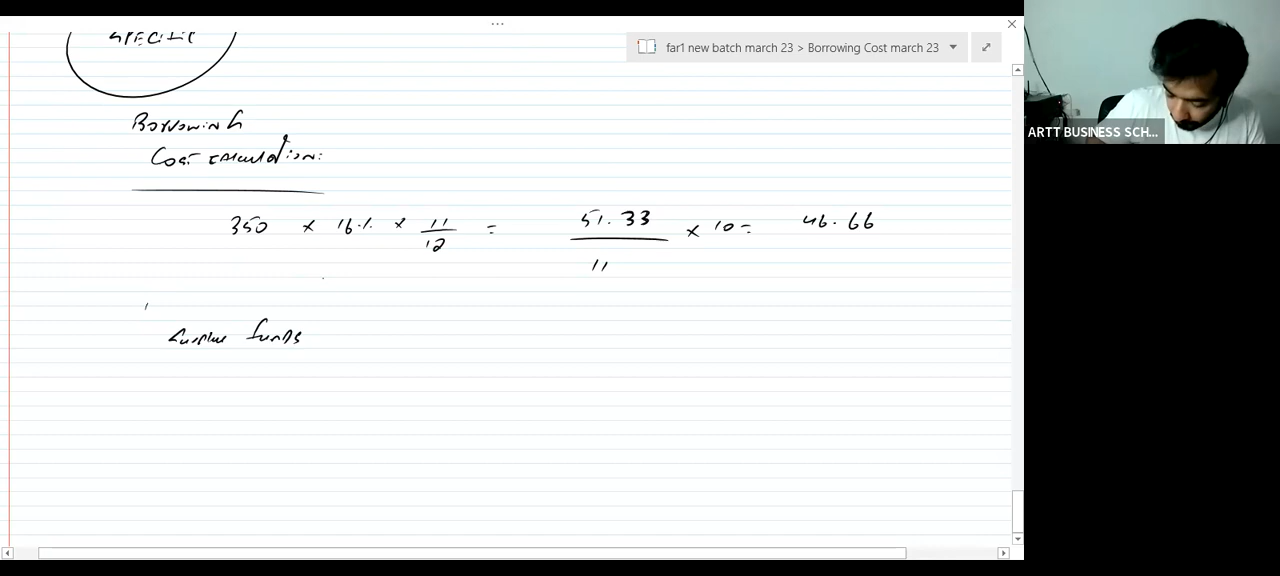 SPECIFIC
far1 new batch march 23 > Borrowing Cost march 23
Borrowing
Cost calculation:
350 x 16% x 11/12 = 51.33/11 x 10 = 46.66
Surplus funds
ARTT BUSINESS SCH...